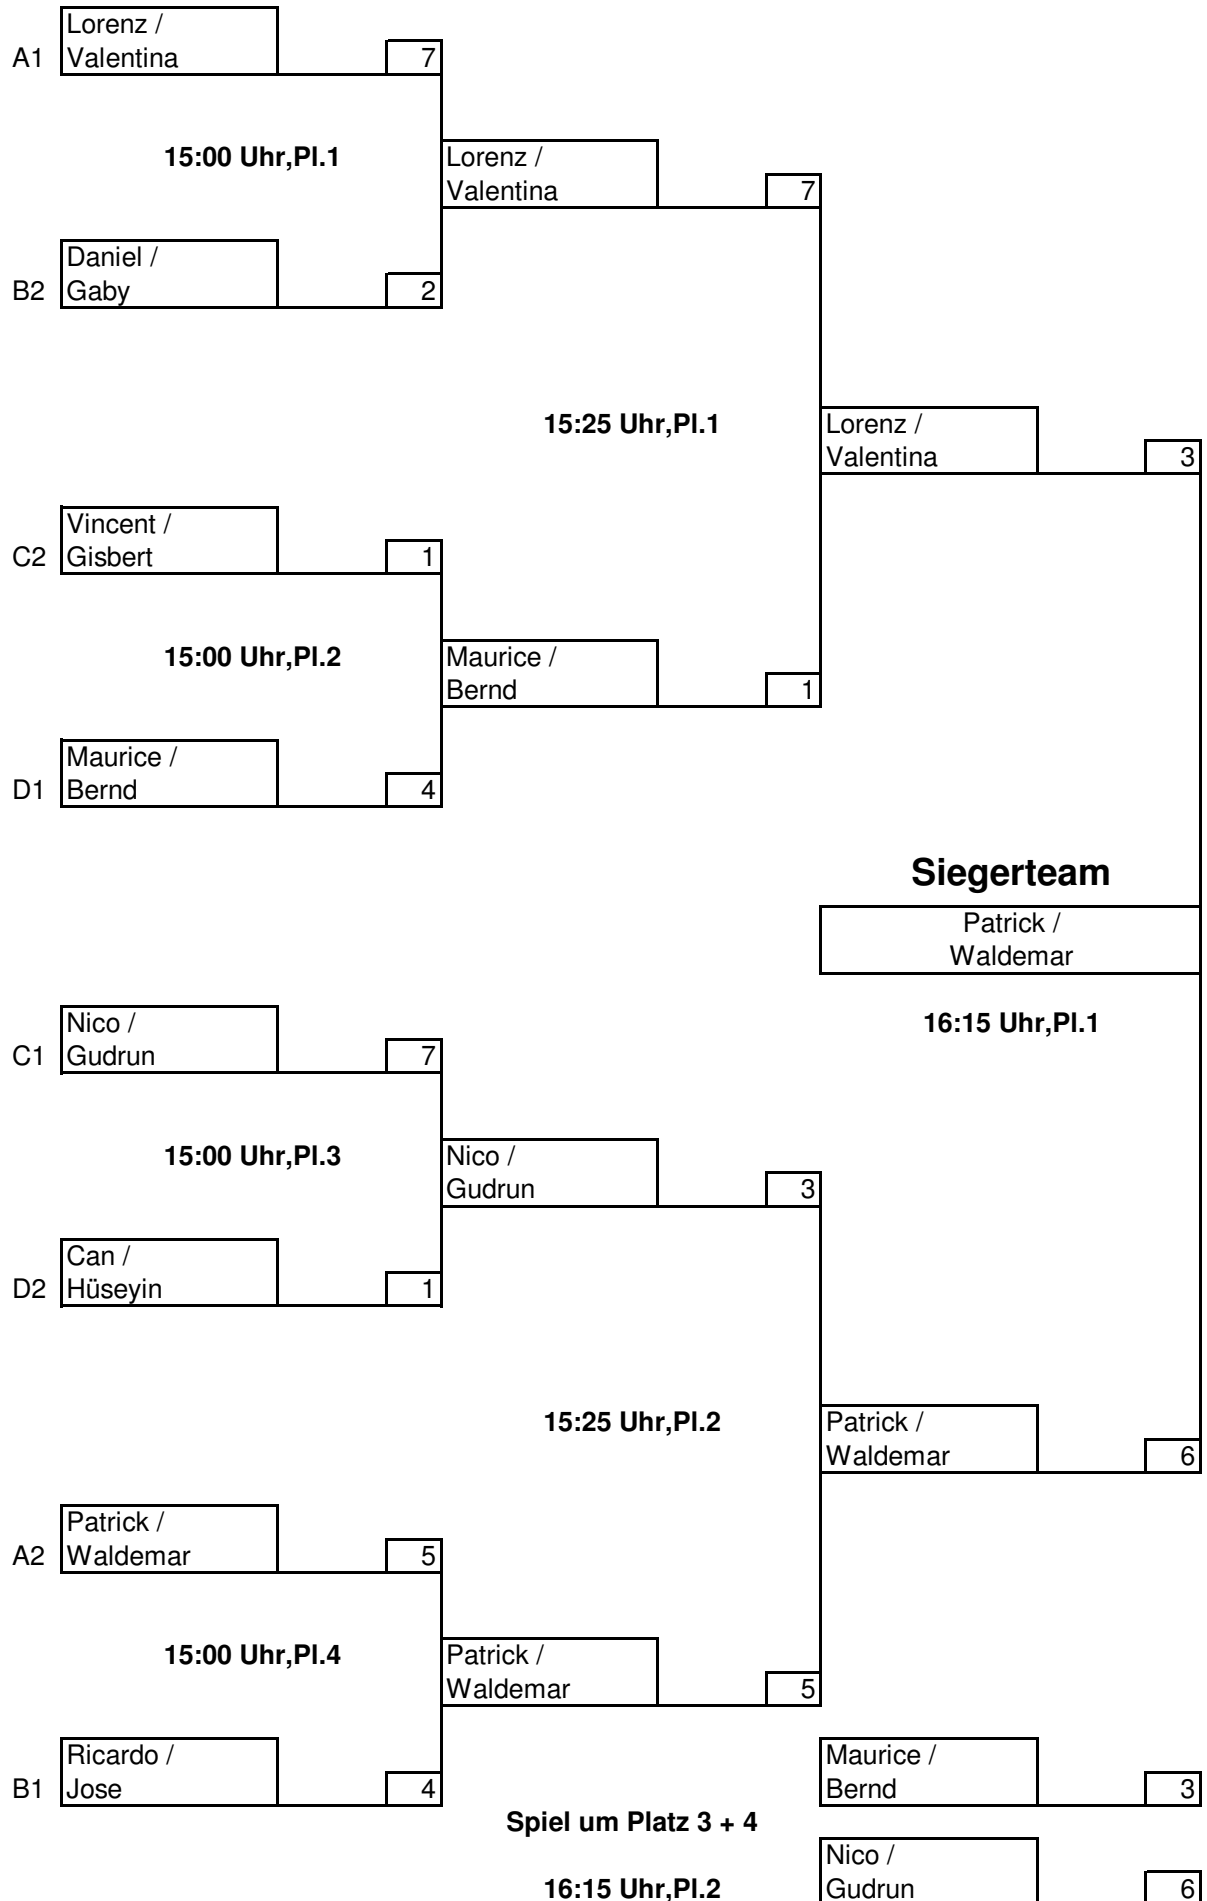 Lorenz /
A1 Valentina 7
15:00 Uhr,Pl.1 Lorenz /
Valentina 7
Daniel /
B2 Gaby 2
15:25 Uhr,Pl.1 Lorenz /
Valentina 3
Vincent /
C2 Gisbert 1
15:00 Uhr,Pl.2 Maurice /
Bernd 1
Maurice /
D1 Bernd 4
Siegerteam
Patrick /
Waldemar
Nico / 16:15 Uhr,Pl.1
C1 Gudrun 7
15:00 Uhr,Pl.3 Nico /
Gudrun 3
Can /
D2 Hüseyin 1
15:25 Uhr,Pl.2 Patrick /
Waldemar 6
Patrick /
A2 Waldemar 5
15:00 Uhr,Pl.4 Patrick /
Waldemar 5
Ricardo / Maurice /
B1 Jose 4 Bernd 3
Spiel um Platz 3 + 4
Nico /
16:15 Uhr,Pl.2 Gudrun 6